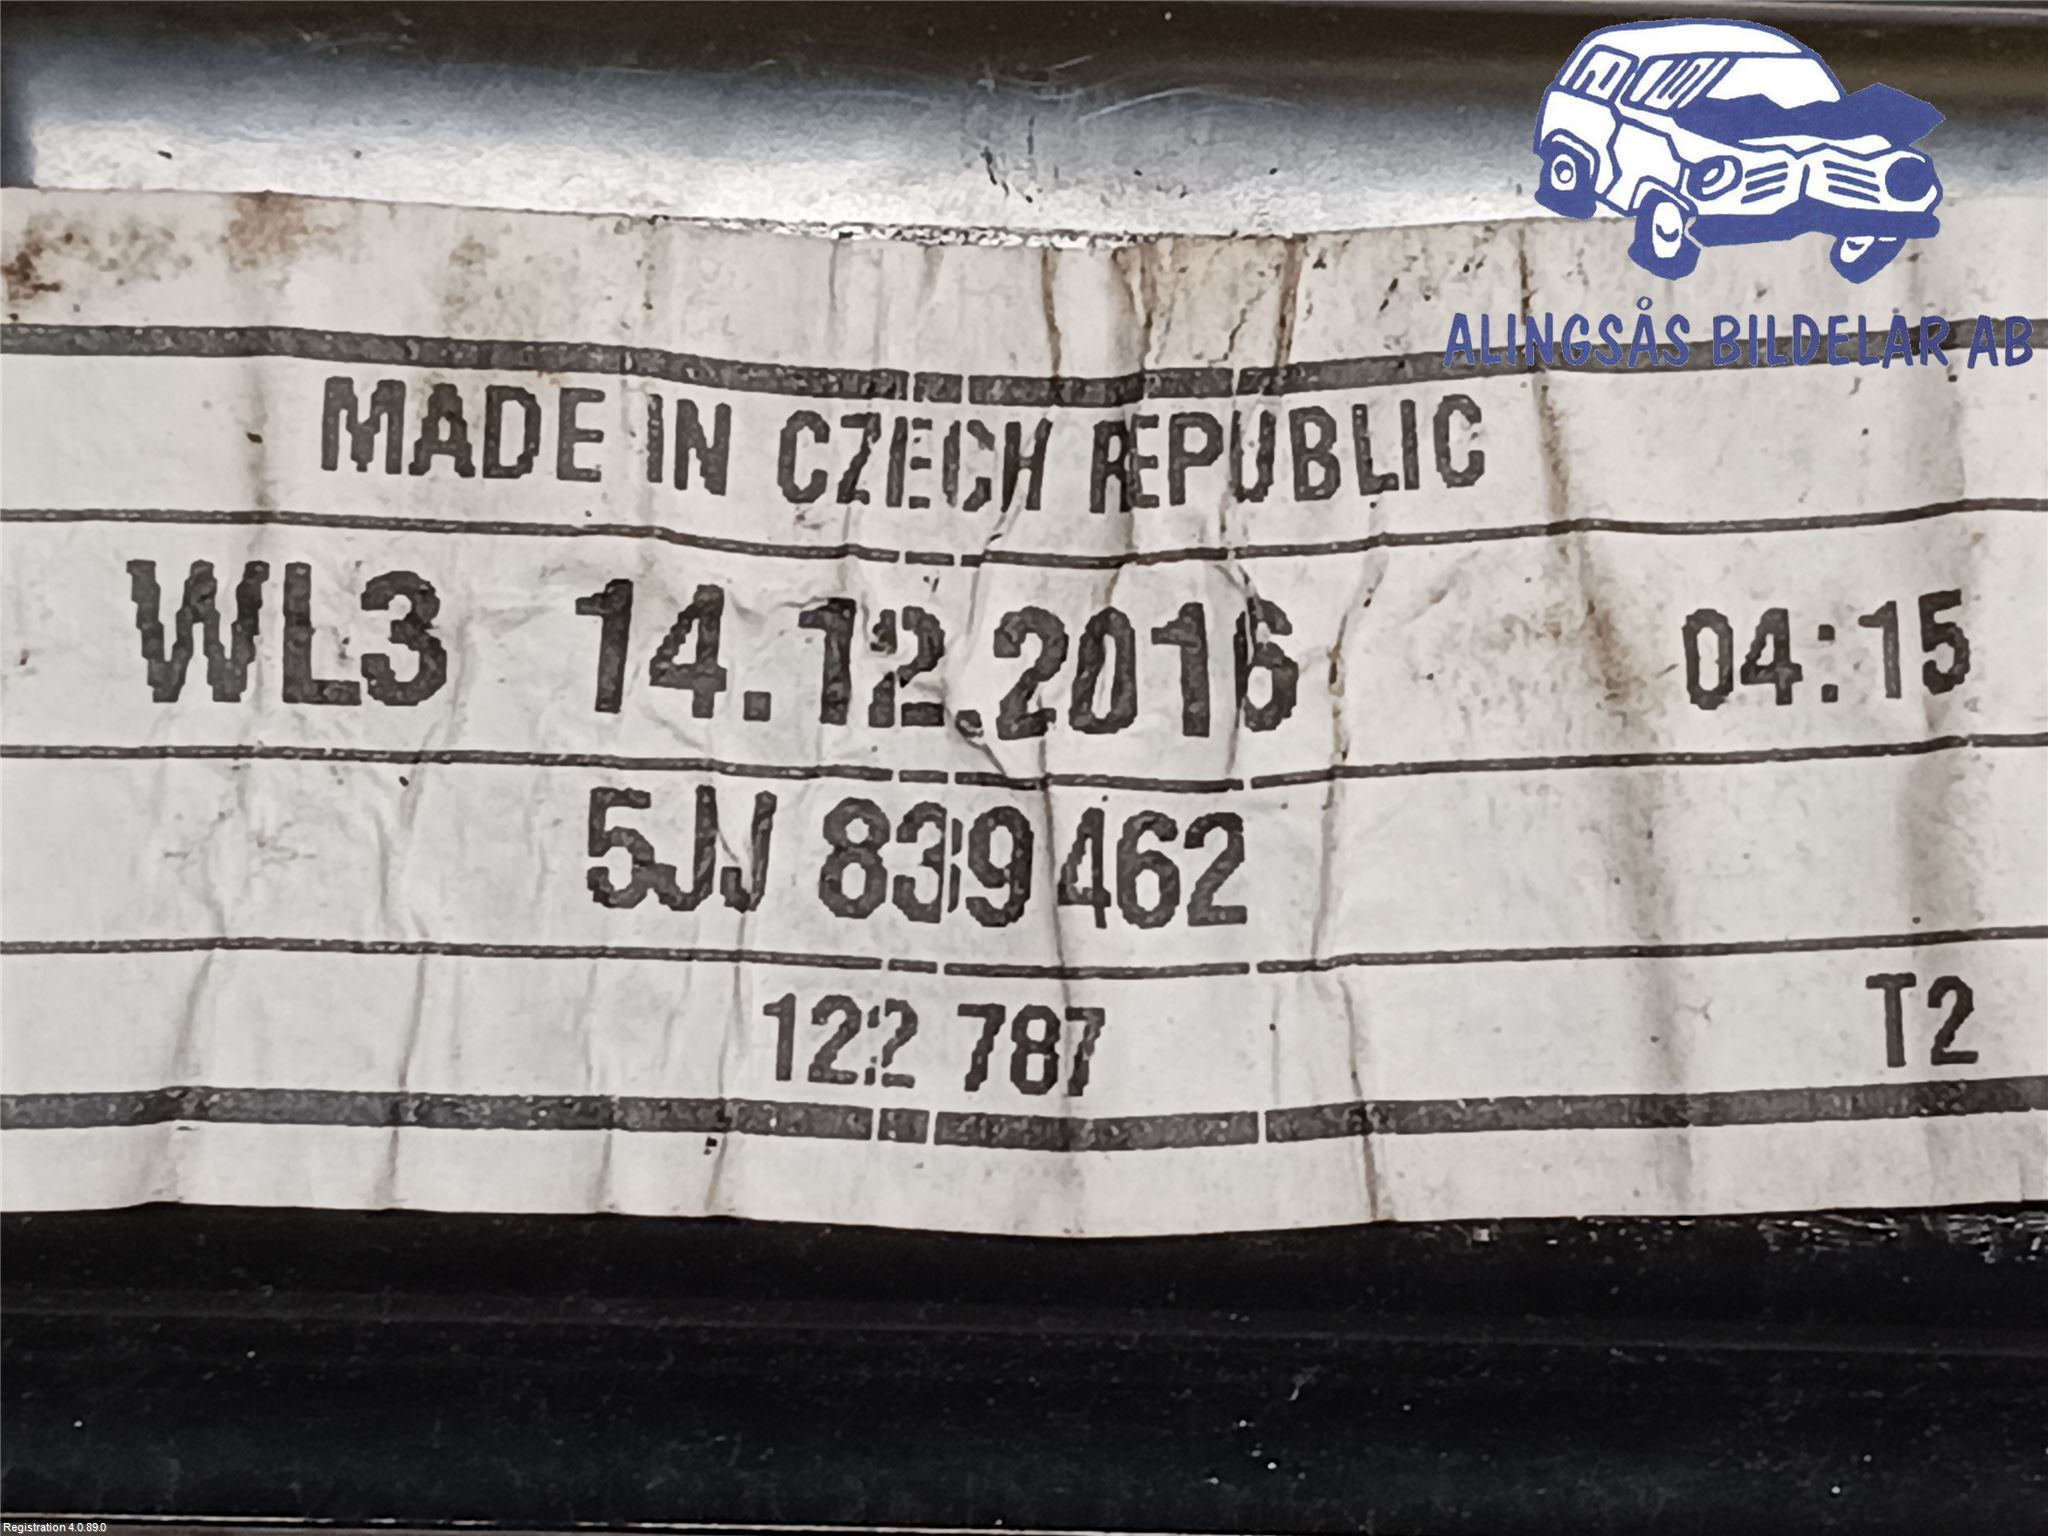 ALINGSÅS BILDELAR AB
MADE IN CZECH REPUBLIC
WL3 14.12.2016 04:15
5JJ 839 462
122 787 T2
Registration 4.0.89.0